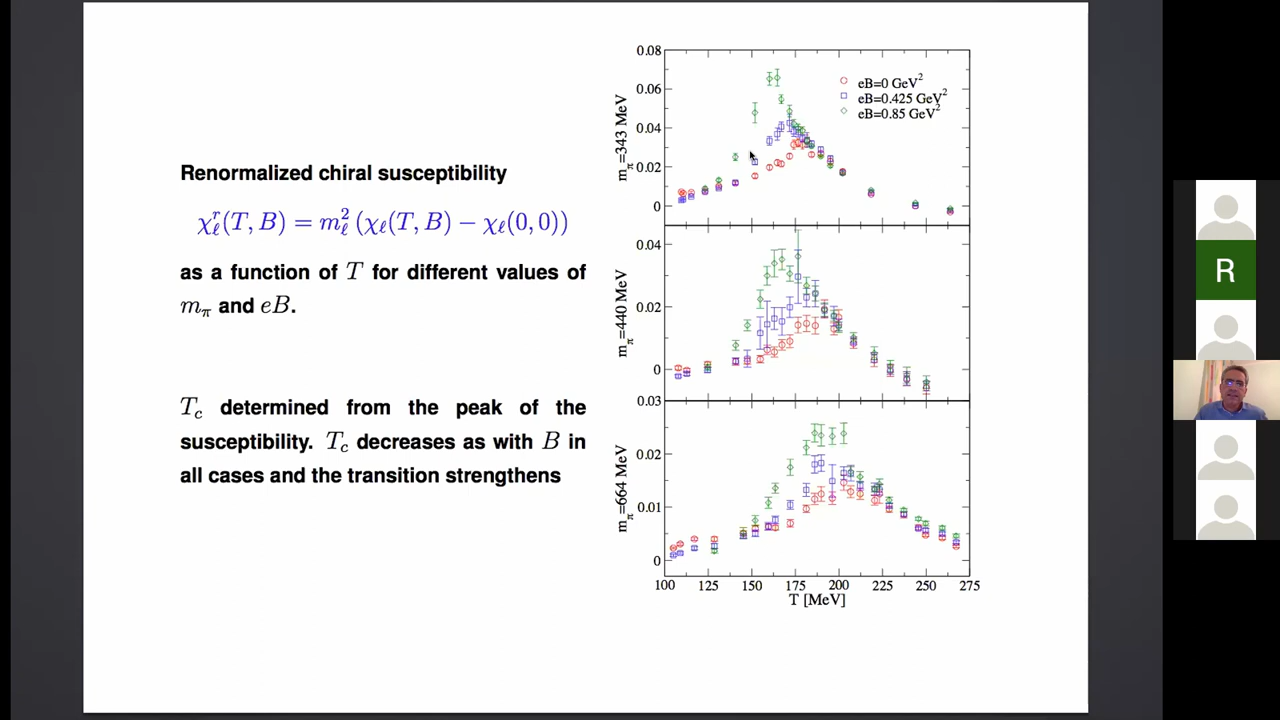 Renormalized chiral susceptibility
χ_ℓ^r(T, B) = m_ℓ^2 (χ_ℓ(T, B) − χ_ℓ(0, 0))
as a function of T for different values of
m_π and eB.
T_c determined from the peak of the
susceptibility. T_c decreases as with B in
all cases and the transition strengthens
0.08
0.06
0.04
0.02
0
m_π=343 MeV
eB=0 GeV^2
eB=0.425 GeV^2
eB=0.85 GeV^2
0.04
0.02
0
m_π=440 MeV
0.03
0.02
0.01
0
m_π=664 MeV
100 125 150 175 200 225 250 275
T [MeV]
R